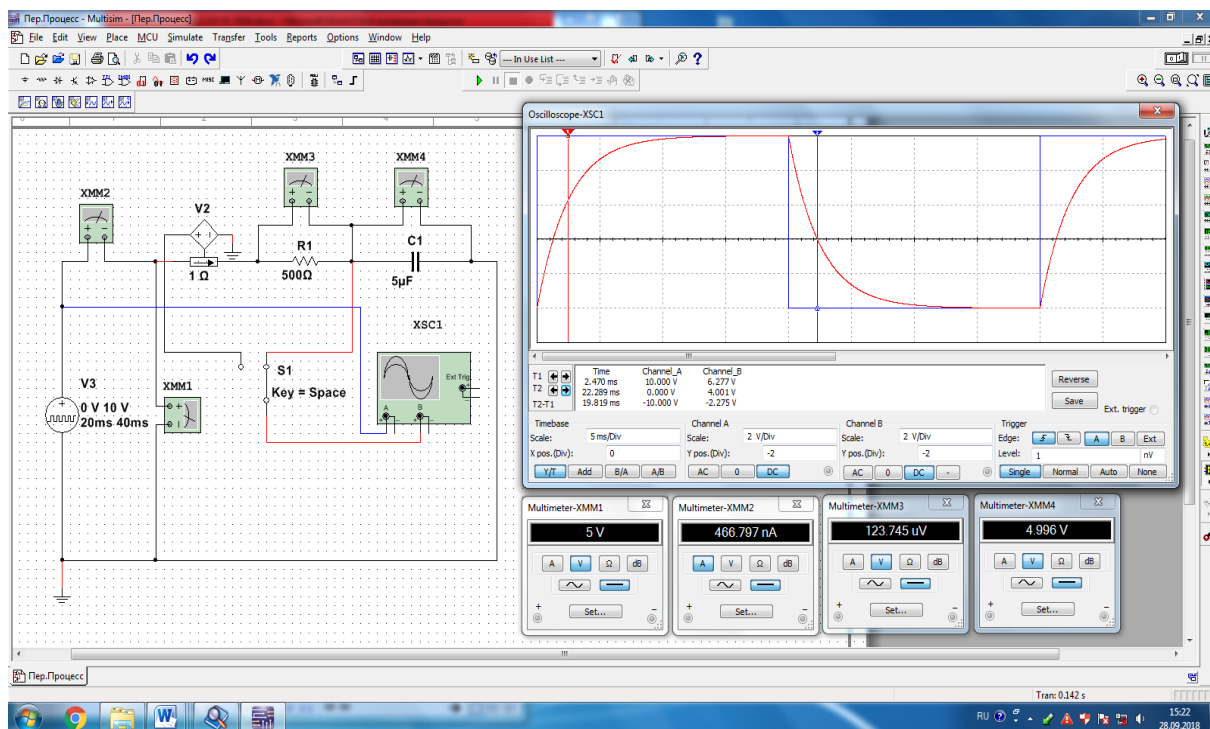 Пер.Процесс - Multisim - [Пер.Процесс]
File Edit View Place MCU Simulate Transfer Tools Reports Options Window Help
--- In Use List ---
MISC
Oscilloscope-XSC1
XMM3
XMM4
XMM2
V2
R1
C1
1 Ω
500Ω
5µF
XSC1
Ext Trig
A
B
S1
Key = Space
V3
XMM1
0 V 10 V
20ms 40ms
Time Channel_A Channel_B
T1 2.470 ms 10.000 V 6.277 V
T2 22.289 ms 0.000 V 4.001 V
T2-T1 19.819 ms -10.000 V -2.275 V
Reverse
Save
Ext. trigger
Timebase Channel A Channel B Trigger
Scale: 5 ms/Div Scale: 2 V/Div Scale: 2 V/Div Edge: A B Ext
X pos.(Div): 0 Y pos.(Div): -2 Y pos.(Div): -2 Level: 1 nV
Y/T Add B/A A/B AC 0 DC AC 0 DC - Single Normal Auto None
Multimeter-XMM1
5 V
A V Ω dB
Set...
Multimeter-XMM2
466.797 nA
A V Ω dB
Set...
Multimeter-XMM3
123.745 uV
A V Ω dB
Set...
Multimeter-XMM4
4.996 V
A V Ω dB
Set...
Пер.Процесс
Tran: 0.142 s
RU
15:22
28.09.2018